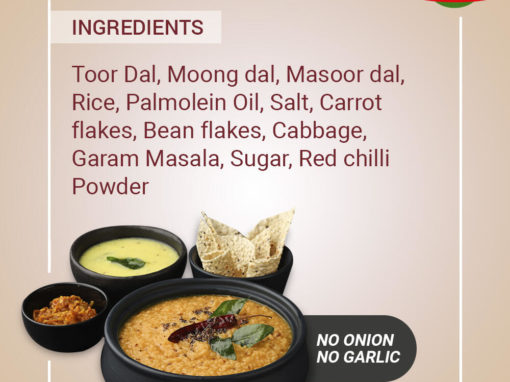 INGREDIENTS
Toor Dal, Moong dal, Masoor dal,
Rice, Palmolein Oil, Salt, Carrot
flakes, Bean flakes, Cabbage,
Garam Masala, Sugar, Red chilli
Powder
NO ONION
NO GARLIC